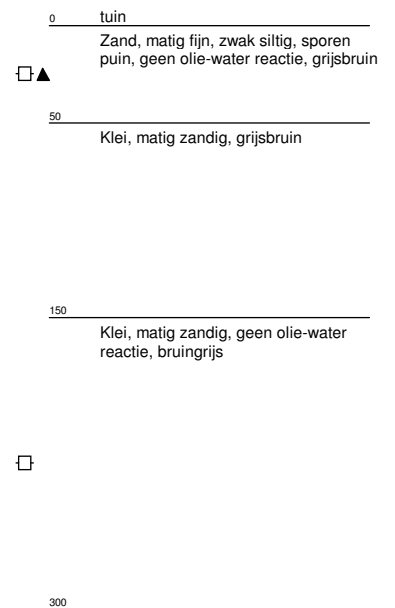 0 tuin
Zand, matig fijn, zwak siltig, sporen
puin, geen olie-water reactie, grijsbruin
50
Klei, matig zandig, grijsbruin
150
Klei, matig zandig, geen olie-water
reactie, bruingrijs
300